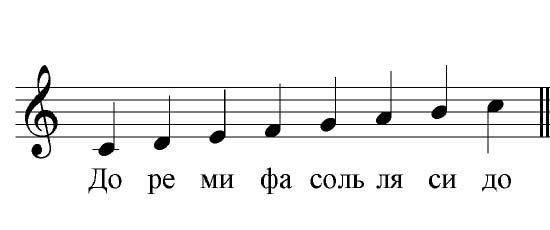 До ре ми фа соль ля си до